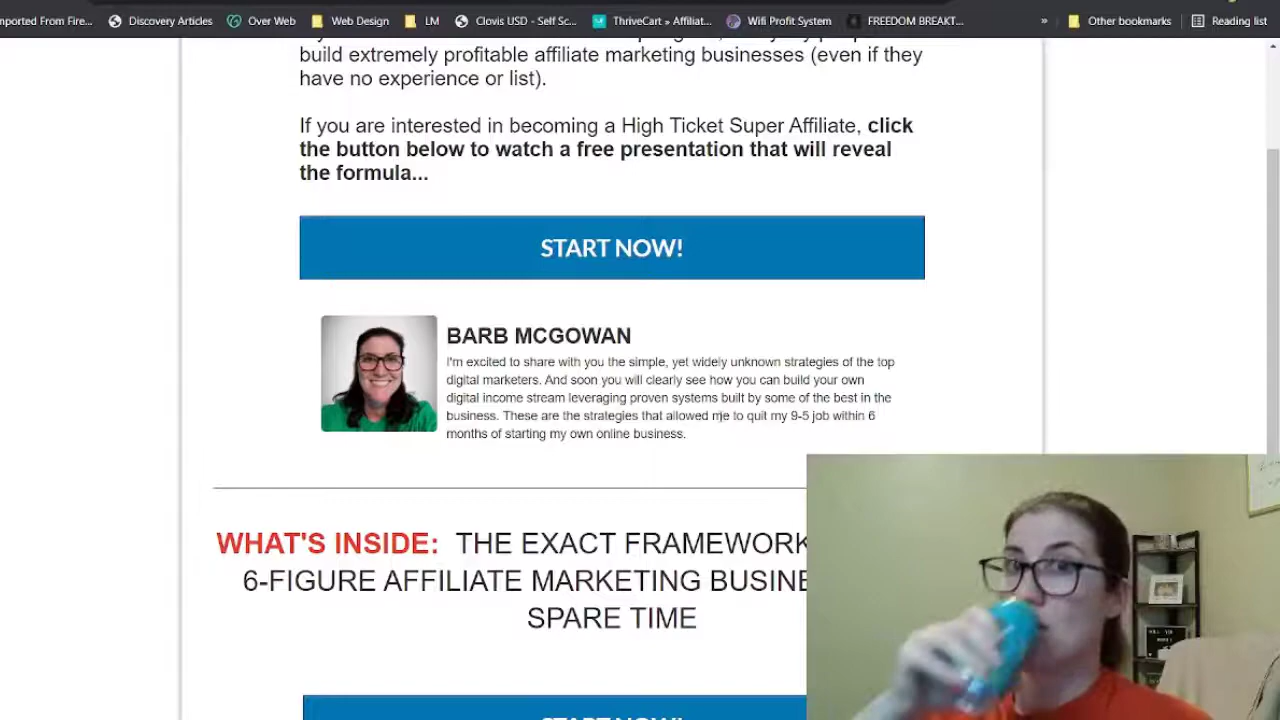 mported From Fire... Discovery Articles Over Web Web Design LM Clovis USD - Self Sc... ThriveCart » Affiliat... Wifi Profit System FREEDOM BREAKT... » Other bookmarks Reading list
build extremely profitable affiliate marketing businesses (even if they
have no experience or list).
If you are interested in becoming a High Ticket Super Affiliate, click
the button below to watch a free presentation that will reveal
the formula...
START NOW!
BARB MCGOWAN
I'm excited to share with you the simple, yet widely unknown strategies of the top
digital marketers. And soon you will clearly see how you can build your own
digital income stream leveraging proven systems built by some of the best in the
business. These are the strategies that allowed me to quit my 9-5 job within 6
months of starting my own online business.
WHAT'S INSIDE: THE EXACT FRAMEWORK
6-FIGURE AFFILIATE MARKETING BUSINE
SPARE TIME
START NOW!